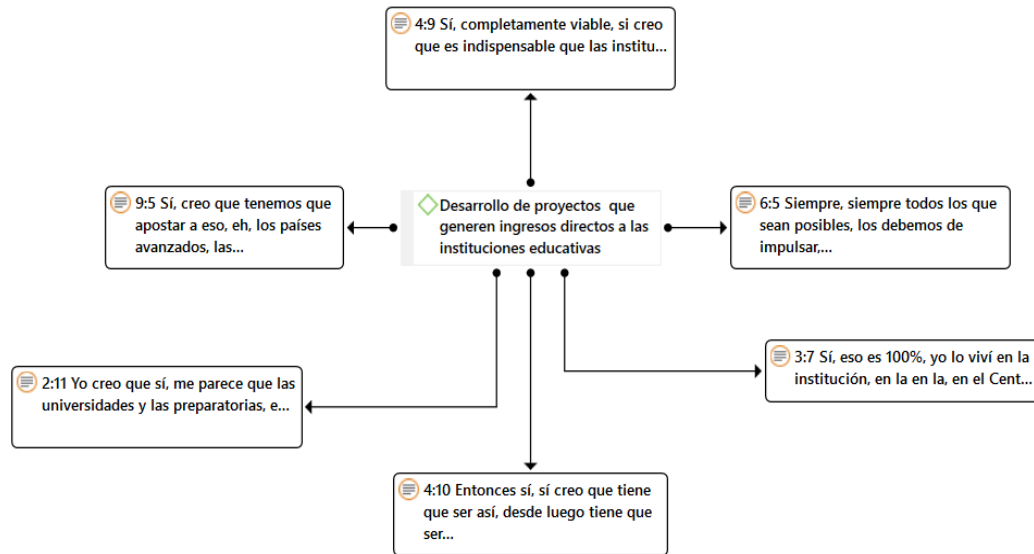 4:9 Sí, completamente viable, si creo
que es indispensable que las institu...
9:5 Sí, creo que tenemos que
apostar a eso, eh, los países
avanzados, las...
Desarrollo de proyectos que
generen ingresos directos a las
instituciones educativas
6:5 Siempre, siempre todos los que
sean posibles, los debemos de
impulsar,...
2:11 Yo creo que sí, me parece que las
universidades y las preparatorias, e...
3:7 Sí, eso es 100%, yo lo viví en la
institución, en la en la, en el Cent...
4:10 Entonces sí, sí creo que tiene
que ser así, desde luego tiene que
ser...